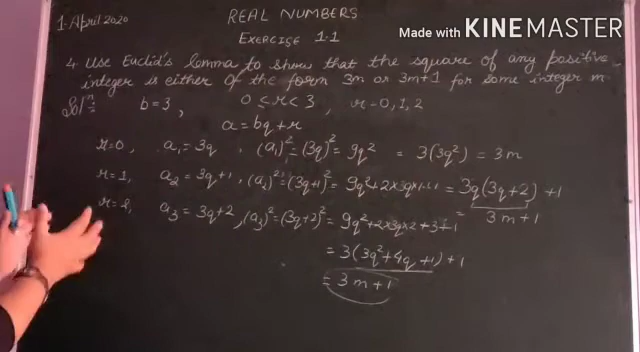 1. April 2020
REAL NUMBERS
Made with KINEMASTER
EXERCISE 1.1
4. Use Euclid's lemma to show that the square of any positive
integer is either of the form 3m or 3m+1 for some integer m.
Solⁿ:- b=3, 0 ≤ r < 3, r=0,1,2
a=bq+r
r=0, a₁=3q, (a₁)²=(3q)²=9q² = 3(3q²) = 3m
r=1, a₂=3q+1, (a₂)²=(3q+1)²=9q²+2×3q×1+1 = 3q(3q+2)+1
= 3m+1
r=2, a₃=3q+2, (a₃)²=(3q+2)²=9q²+2×3q×2+3+1
= 3(3q²+4q+1)+1
= 3m+1